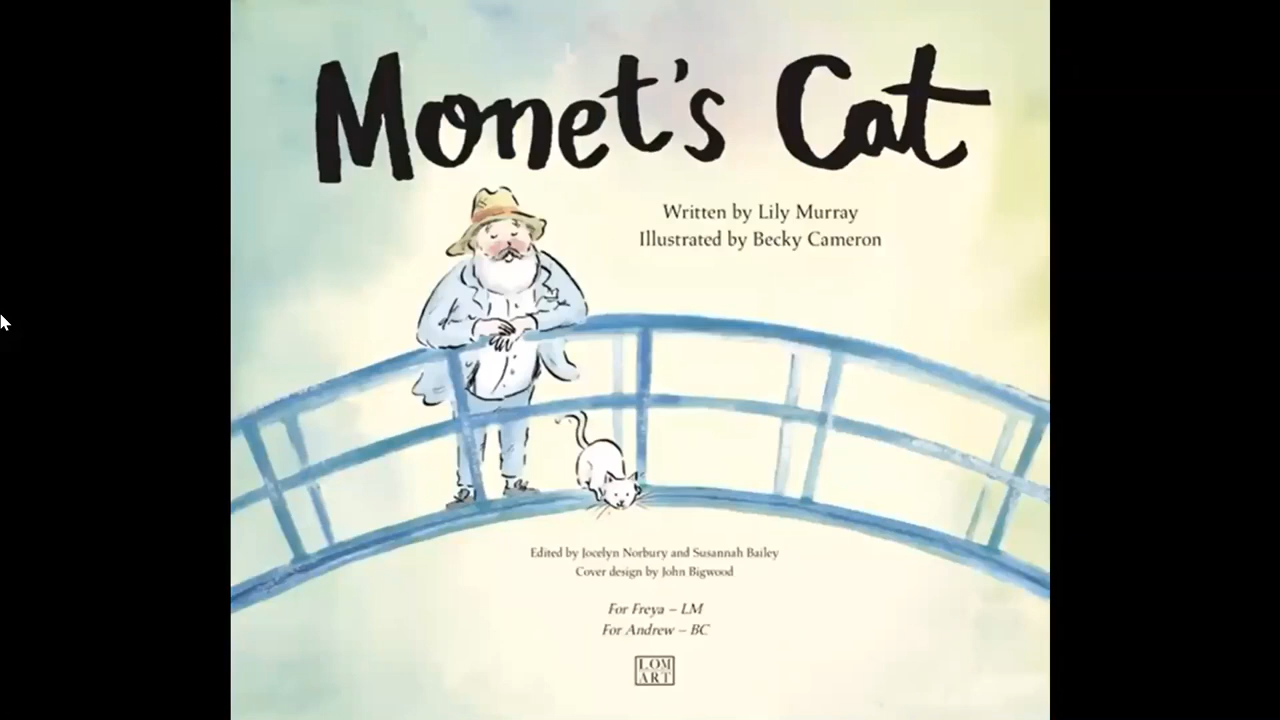 Monet's Cat
Written by Lily Murray
Illustrated by Becky Cameron
Edited by Jocelyn Norbury and Susannah Bailey
Cover design by John Bigwood
For Freya – LM
For Andrew – BC
LOM
ART